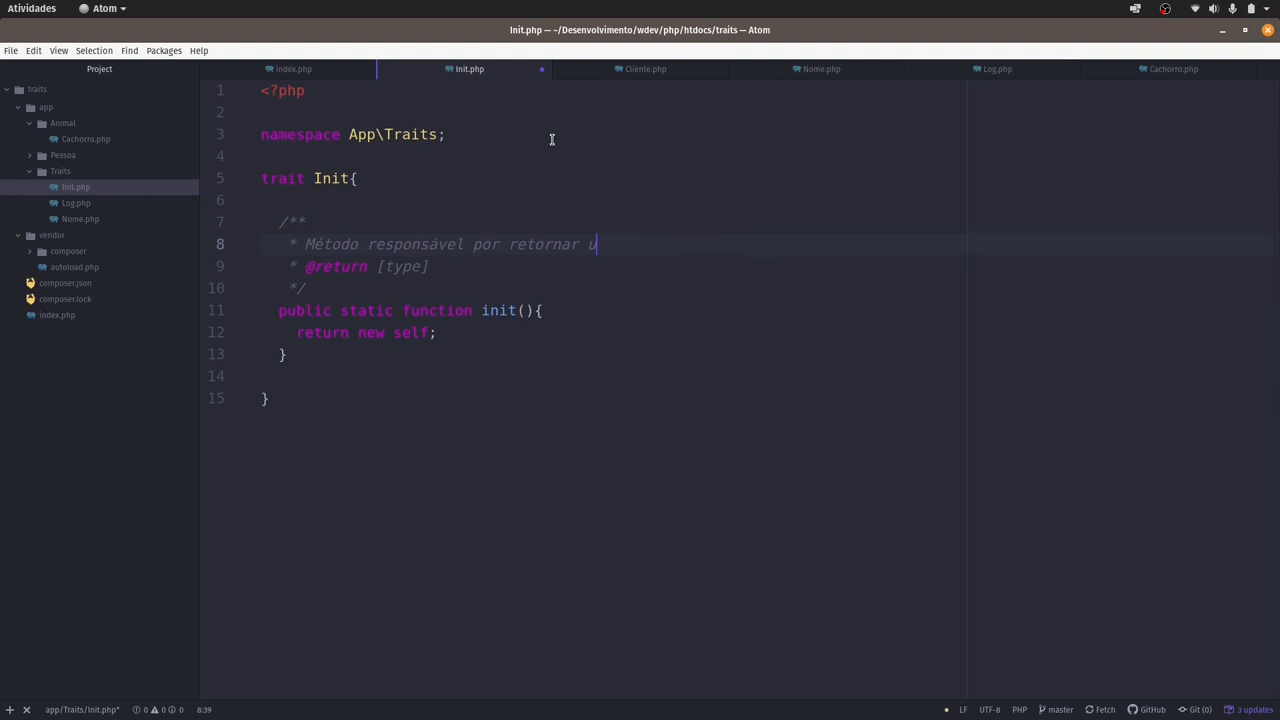 Atividades
Atom
Init.php — ~/Desenvolvimento/wdev/php/htdocs/traits — Atom
File Edit View Selection Find Packages Help
Project
index.php Init.php Cliente.php Nome.php Log.php Cachorro.php
traits
app
Animal
Cachorro.php
Pessoa
Traits
Init.php
Log.php
Nome.php
vendor
composer
autoload.php
composer.json
composer.lock
index.php
1 <?php
2
3 namespace App\Traits;
4
5 trait Init{
6
7 /**
8 * Método responsável por retornar u
9 * @return [type]
10 */
11 public static function init(){
12 return new self;
13 }
14
15 }
app/Traits/Init.php* 0 0 0 8:39 LF UTF-8 PHP master Fetch GitHub Git (0) 3 updates